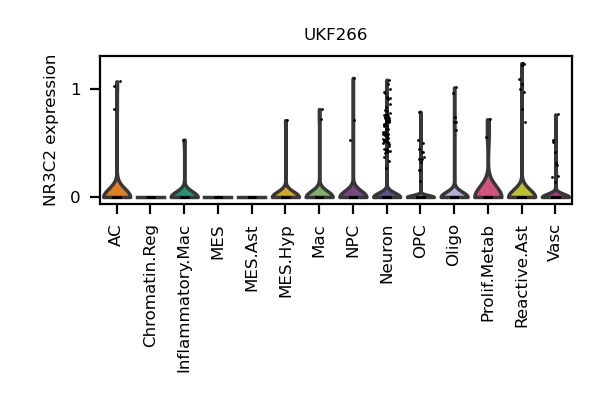 UKF266
NR3C2 expression
1
0
AC
Chromatin.Reg
Inflammatory.Mac
MES
MES.Ast
MES.Hyp
Mac
NPC
Neuron
OPC
Oligo
Prolif.Metab
Reactive.Ast
Vasc